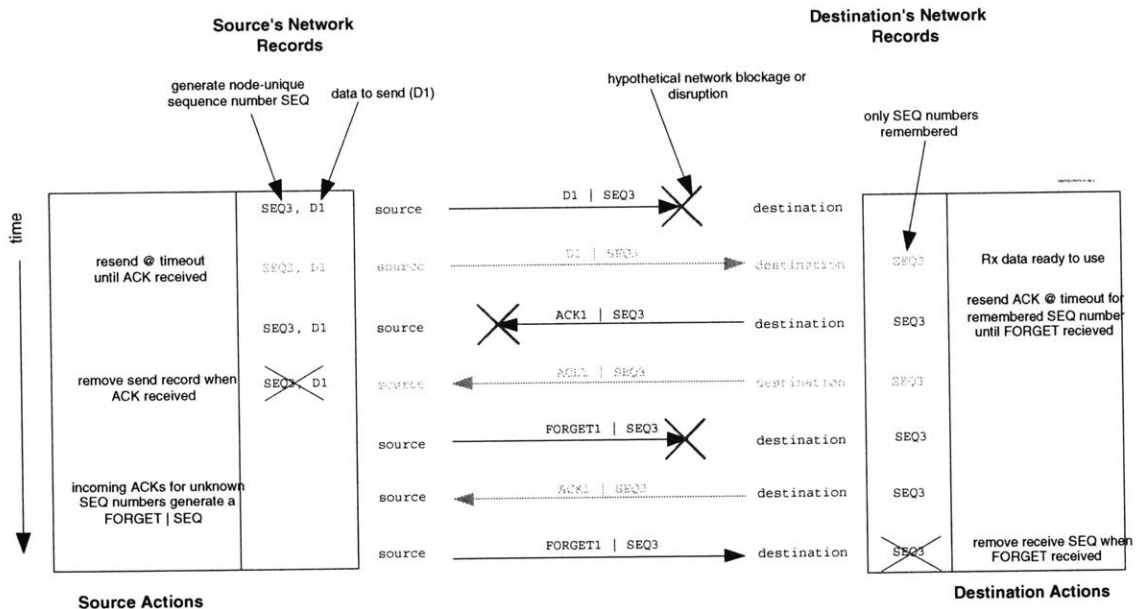 Source's Network
Records
Destination's Network
Records
generate node-unique
sequence number SEQ
data to send (D1)
hypothetical network blockage or
disruption
only SEQ numbers
remembered
time
SEQ3, D1
source
D1 | SEQ3
destination
resend @ timeout
until ACK received
SEQ3, D1
source
D1 | SEQ3
destination
SEQ3
Rx data ready to use
SEQ3, D1
source
ACK1 | SEQ3
destination
SEQ3
resend ACK @ timeout for
remembered SEQ number
until FORGET recieved
remove send record when
ACK received
SEQ3, D1
source
ACK1 | SEQ3
destination
SEQ3
source
FORGET1 | SEQ3
destination
SEQ3
incoming ACKs for unknown
SEQ numbers generate a
FORGET | SEQ
source
ACK1 | SEQ3
destination
SEQ3
source
FORGET1 | SEQ3
destination
SEQ3
remove receive SEQ when
FORGET received
Source Actions
Destination Actions